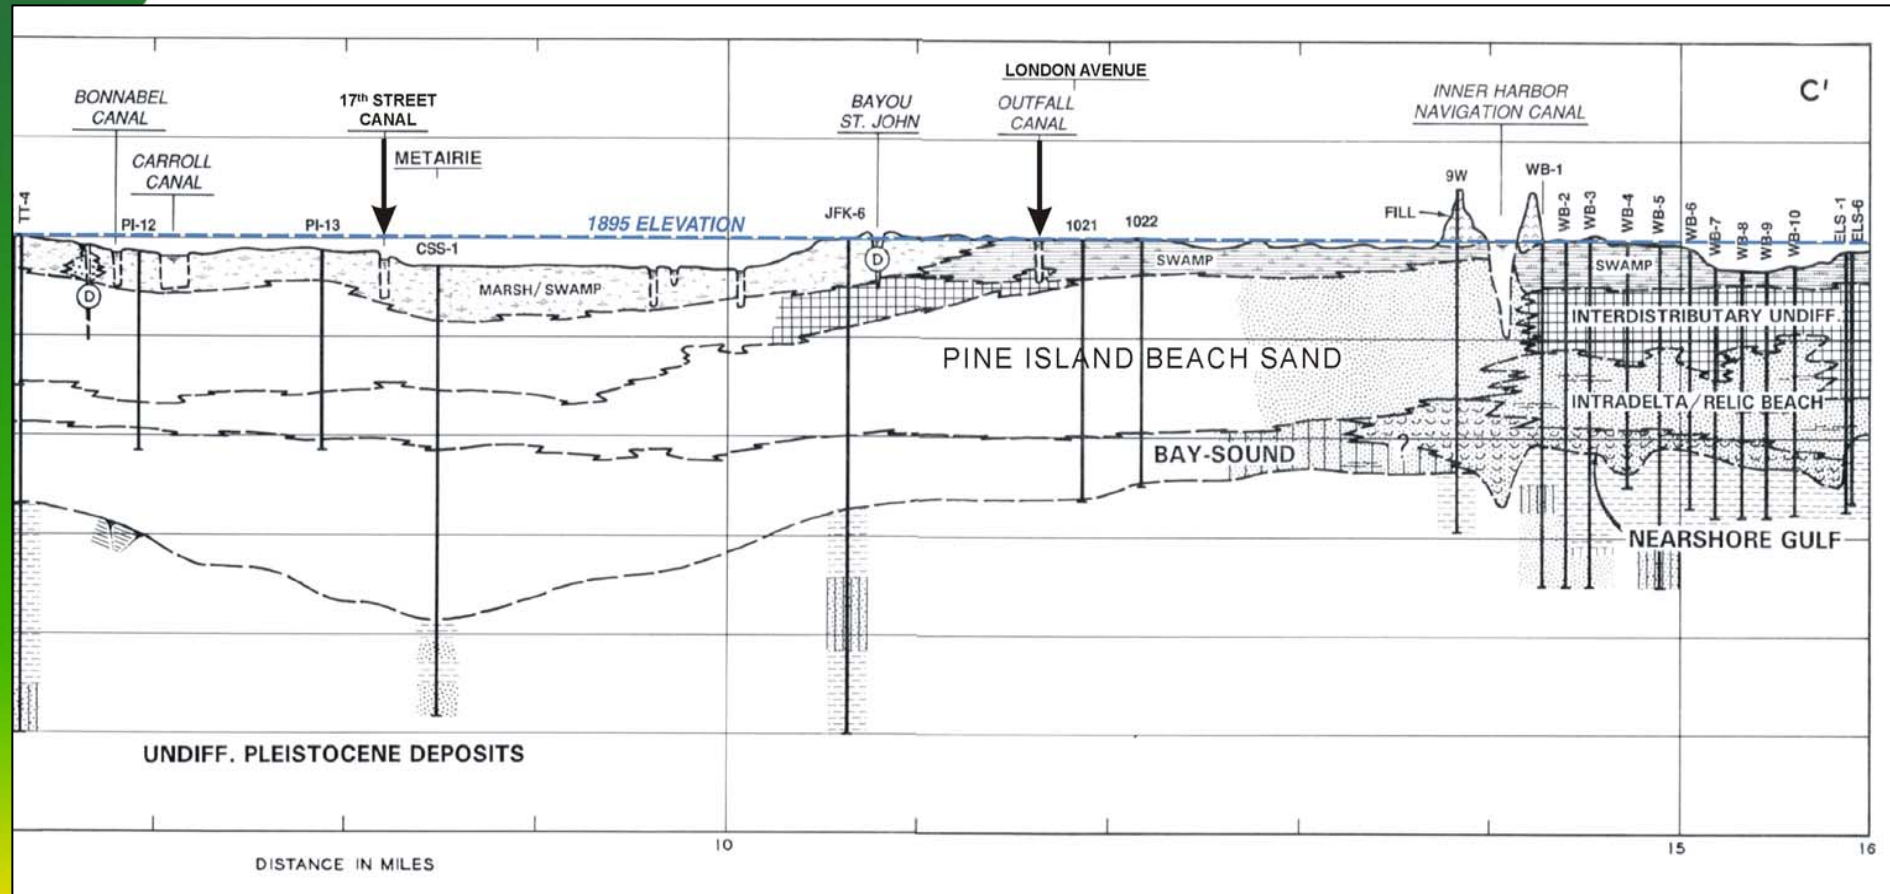 C'
BONNABEL
CANAL
CARROLL
CANAL
17th STREET
CANAL
METAIRIE
BAYOU
ST. JOHN
LONDON AVENUE
OUTFALL
CANAL
INNER HARBOR
NAVIGATION CANAL
TT-4
PI-12
PI-13
CSS-1
1895 ELEVATION
JFK-6
1021
1022
FILL
9W
WB-1
WB-2
WB-3
WB-4
WB-5
WB-6
WB-7
WB-8
WB-9
WB-10
ELS-1
ELS-6
D
D
MARSH/SWAMP
SWAMP
SWAMP
INTERDISTRIBUTARY UNDIFF.
PINE ISLAND BEACH SAND
INTRADELTA/RELIC BEACH
BAY-SOUND
?
NEARSHORE GULF
UNDIFF. PLEISTOCENE DEPOSITS
10
15
16
DISTANCE IN MILES